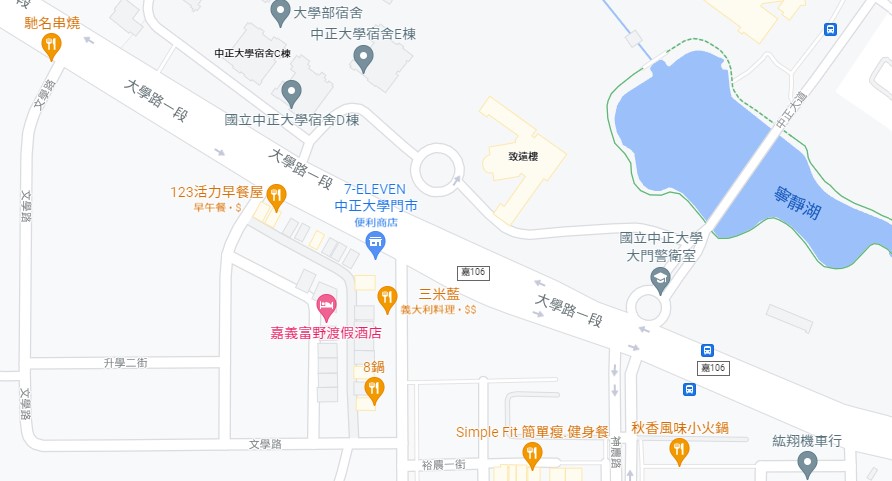 大學部宿舍
馳名串燒
中正大學宿舍E棟
中正大學宿舍C棟
文學路
大學路一段
國立中正大學宿舍D棟
中正大道
致遠樓
大學路一段
123活力早餐屋
早午餐・$
7-ELEVEN
中正大學門市
便利商店
文學路
寧靜湖
國立中正大學
大門警衛室
嘉106
三米藍
義大利料理・$$
大學路一段
嘉義富野渡假酒店
升學二街
8鍋
嘉106
文學路
Simple Fit 簡單瘦.健身餐
秋香風味小火鍋
文學路
神農路
紘翔機車行
裕農一街